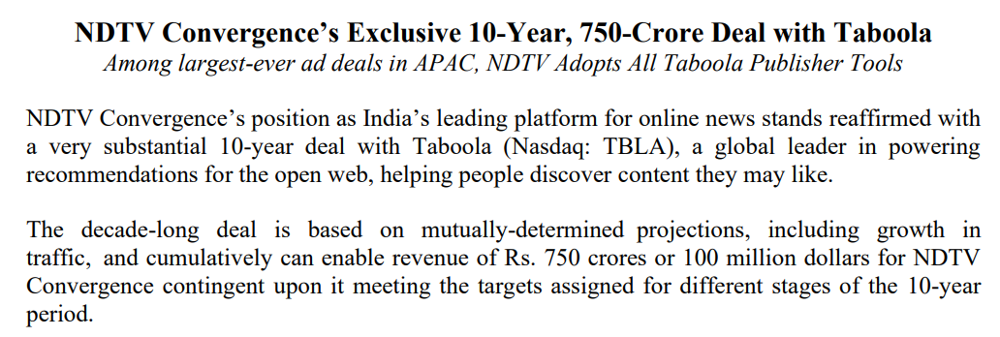 NDTV Convergence’s Exclusive 10-Year, 750-Crore Deal with Taboola
Among largest-ever ad deals in APAC, NDTV Adopts All Taboola Publisher Tools
NDTV Convergence’s position as India’s leading platform for online news stands reaffirmed with
a very substantial 10-year deal with Taboola (Nasdaq: TBLA), a global leader in powering
recommendations for the open web, helping people discover content they may like.
The decade-long deal is based on mutually-determined projections, including growth in
traffic, and cumulatively can enable revenue of Rs. 750 crores or 100 million dollars for NDTV
Convergence contingent upon it meeting the targets assigned for different stages of the 10-year
period.